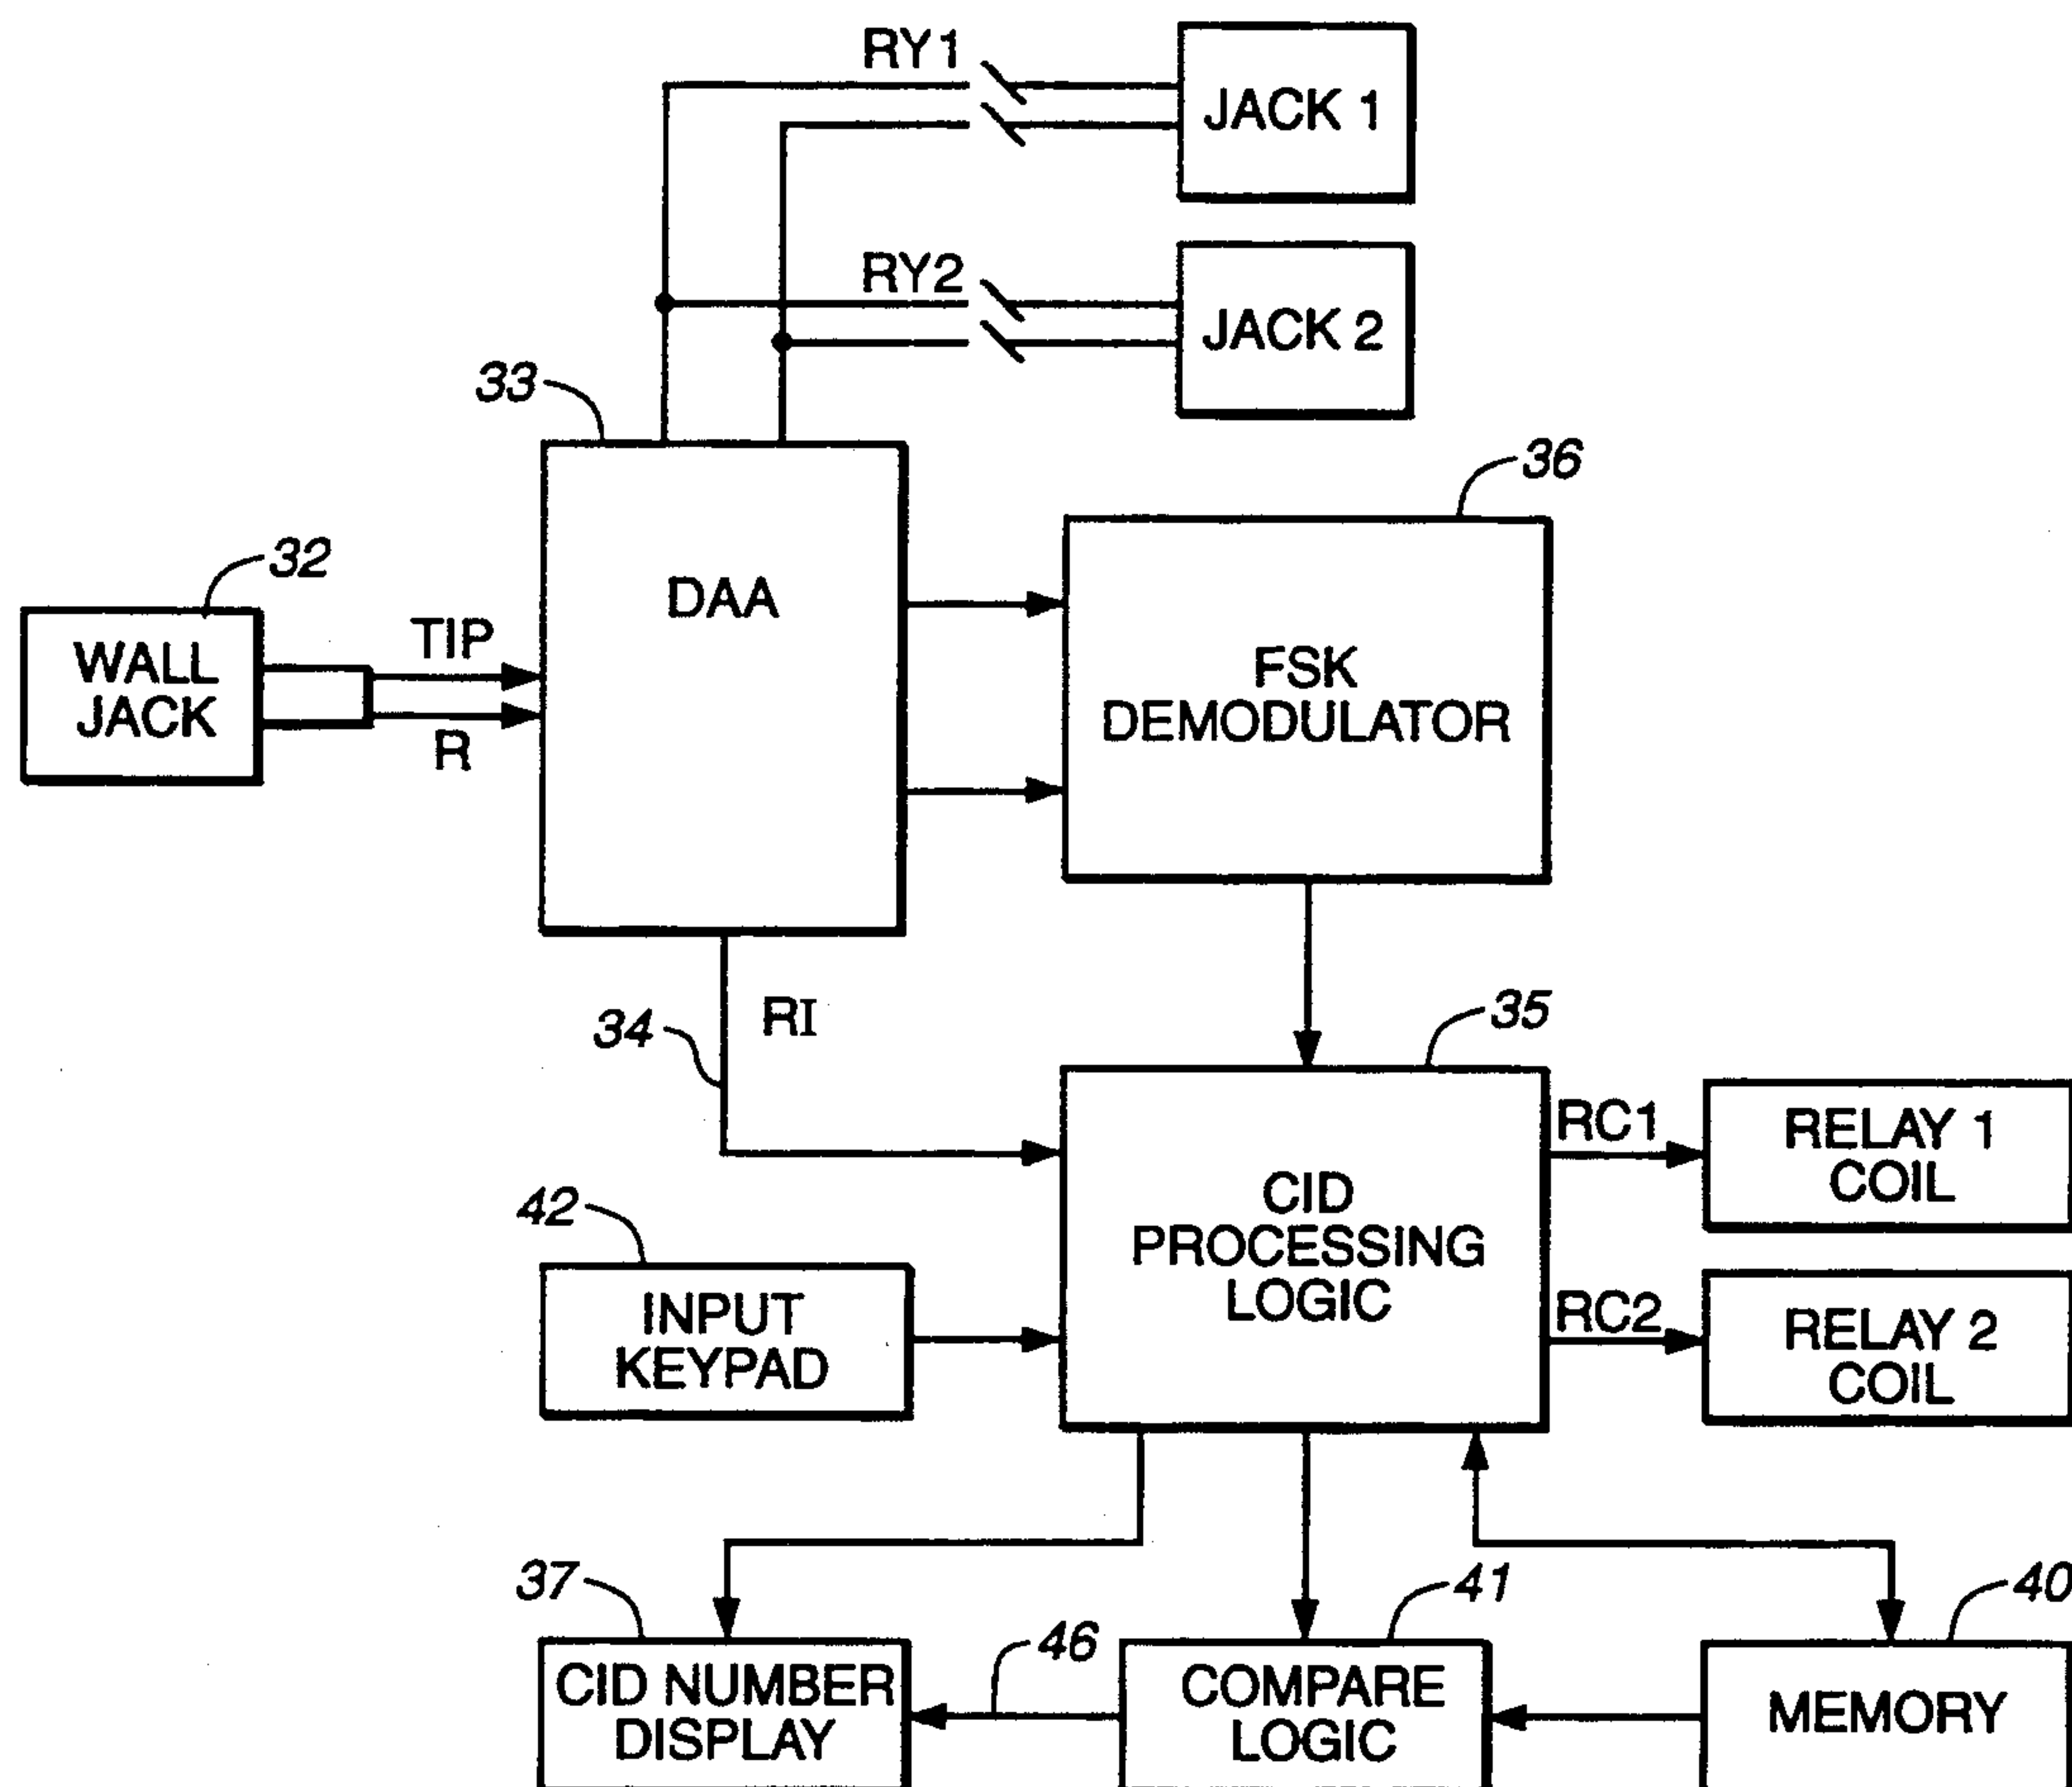 RY1
JACK 1
RY2
JACK 2
33
36
32
WALL
JACK
TIP
R
DAA
FSK
DEMODULATOR
34
RI
35
42
INPUT
KEYPAD
CID
PROCESSING
LOGIC
RC1
RELAY 1
COIL
RC2
RELAY 2
COIL
37
46
41
40
CID NUMBER
DISPLAY
COMPARE
LOGIC
MEMORY